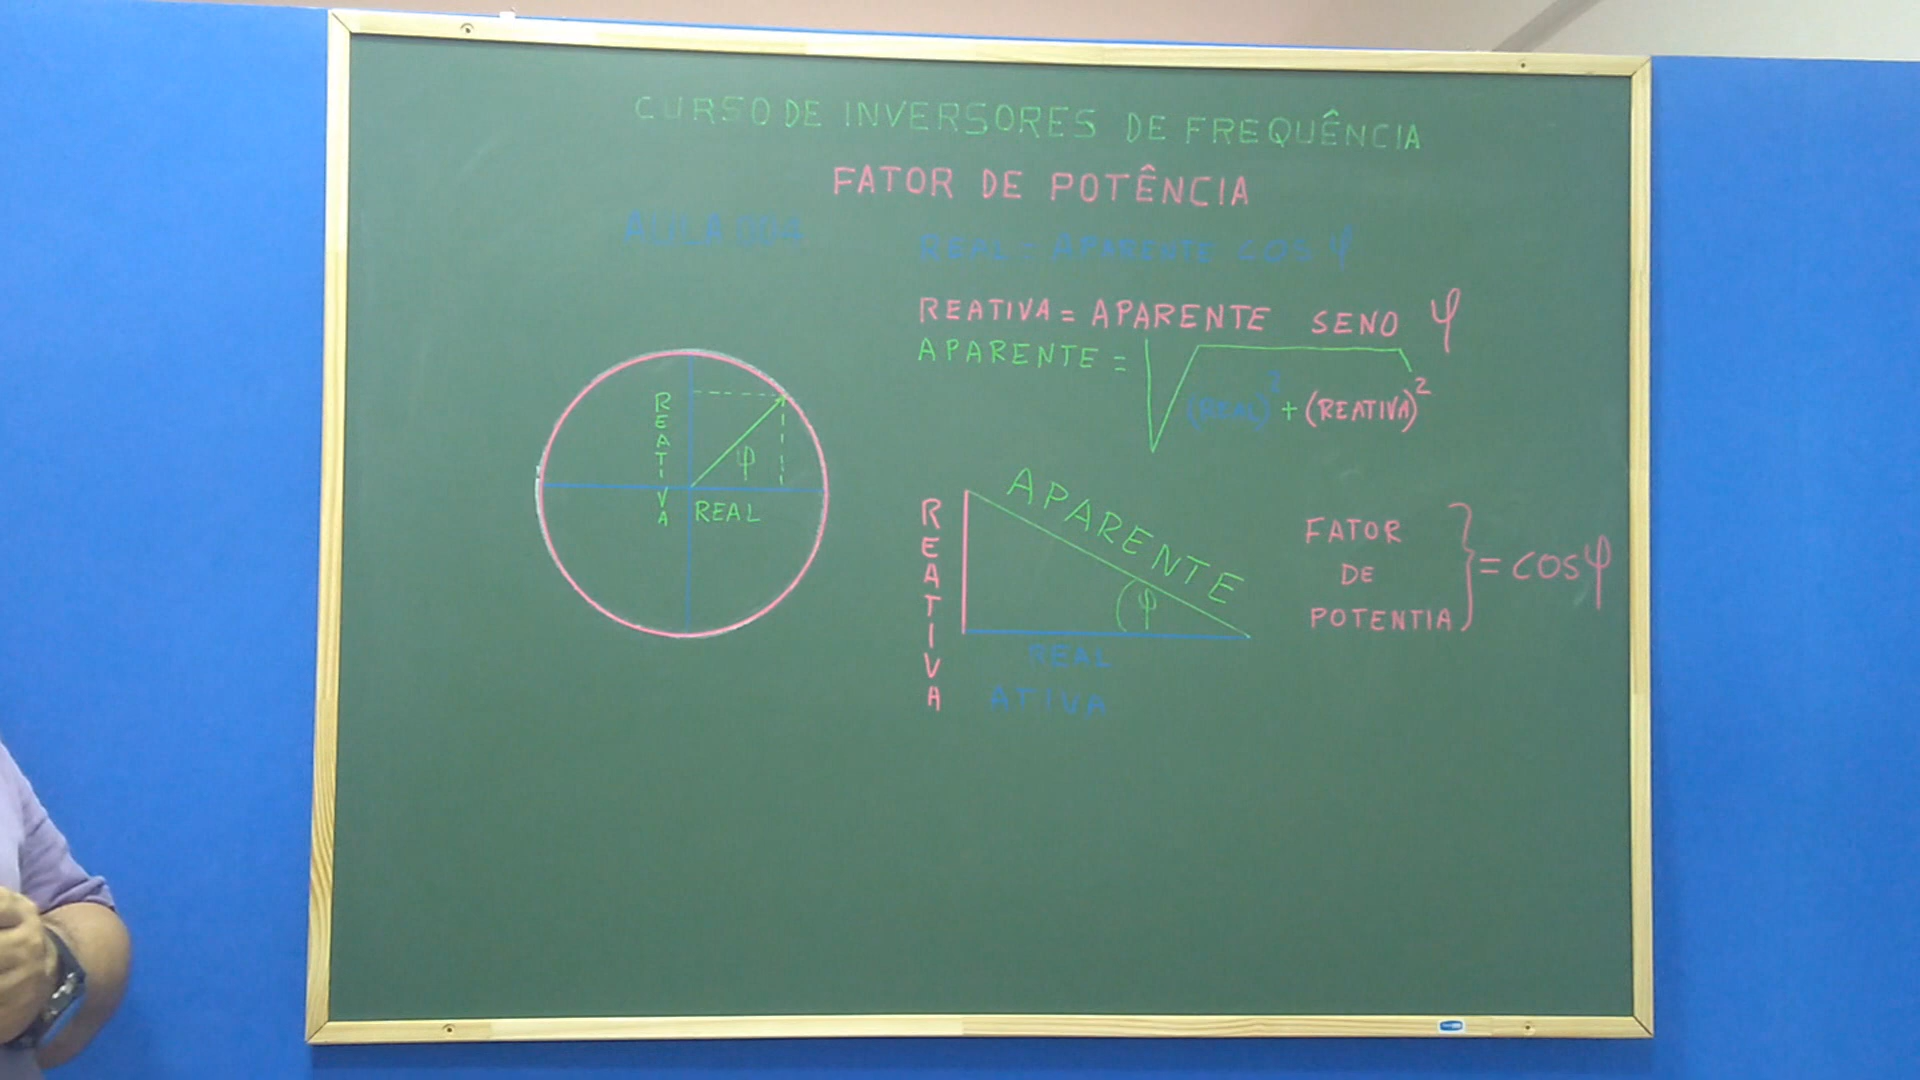 CURSO DE INVERSORES DE FREQUÊNCIA
FATOR DE POTÊNCIA
AULA 004
REAL = APARENTE COS φ
REATIVA = APARENTE SENO φ
APARENTE = √(REAL)² + (REATIVA)²
REATIVA
φ
REAL
REATIVA
APARENTE
φ
REAL
ATIVA
FATOR
DE
POTENTIA
} = COS φ